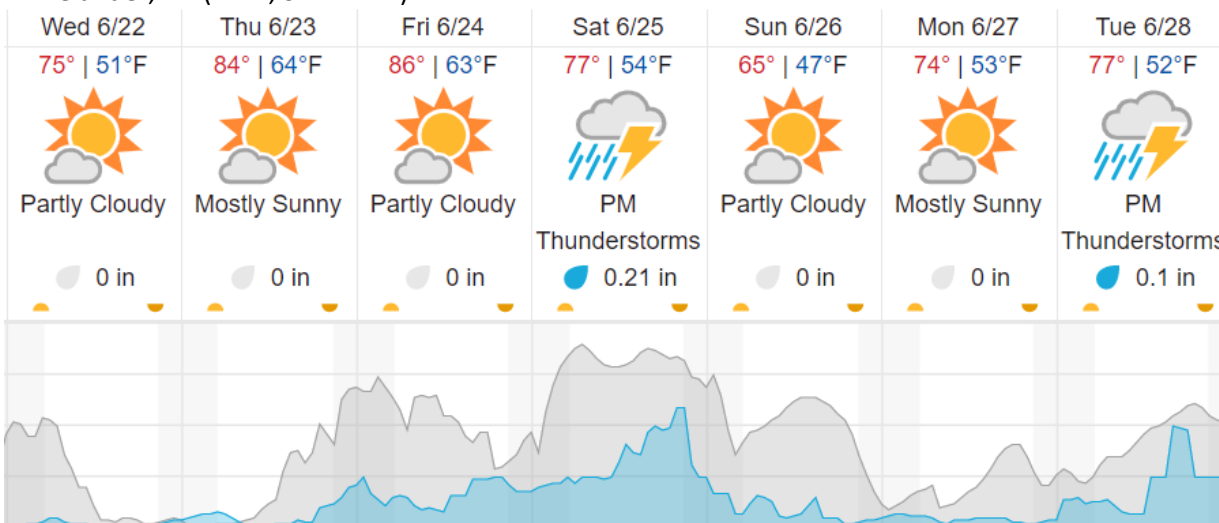 Wed 6/22 Thu 6/23 Fri 6/24 Sat 6/25 Sun 6/26 Mon 6/27 Tue 6/28
75° | 51°F 84° | 64°F 86° | 63°F 77° | 54°F 65° | 47°F 74° | 53°F 77° | 52°F
Partly Cloudy Mostly Sunny Partly Cloudy PM Partly Cloudy Mostly Sunny PM
Thunderstorms Thunderstorms
0 in 0 in 0 in 0.21 in 0 in 0 in 0.1 in